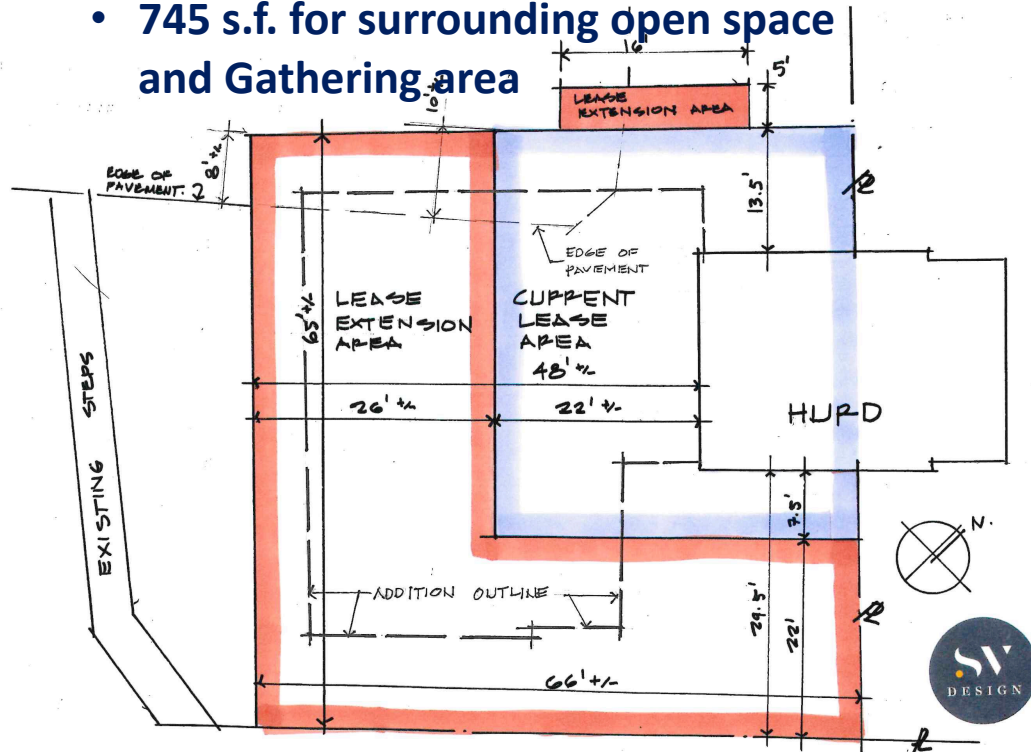 • 745 s.f. for surrounding open space
and Gathering area
16'
5'
LEASE
EXTENSION AREA
10' +/-
8' +/-
EDGE OF
PAVEMENT.
13.5'
EDGE OF
PAVEMENT
65' +/-
LEASE
EXTENSION
AREA
CURRENT
LEASE
AREA
48' +/-
26' +/-
22' +/-
HURD
EXISTING STEPS
7.5'
N.
ADDITION OUTLINE
29.5'
22'
66' +/-
SV
DESIGN